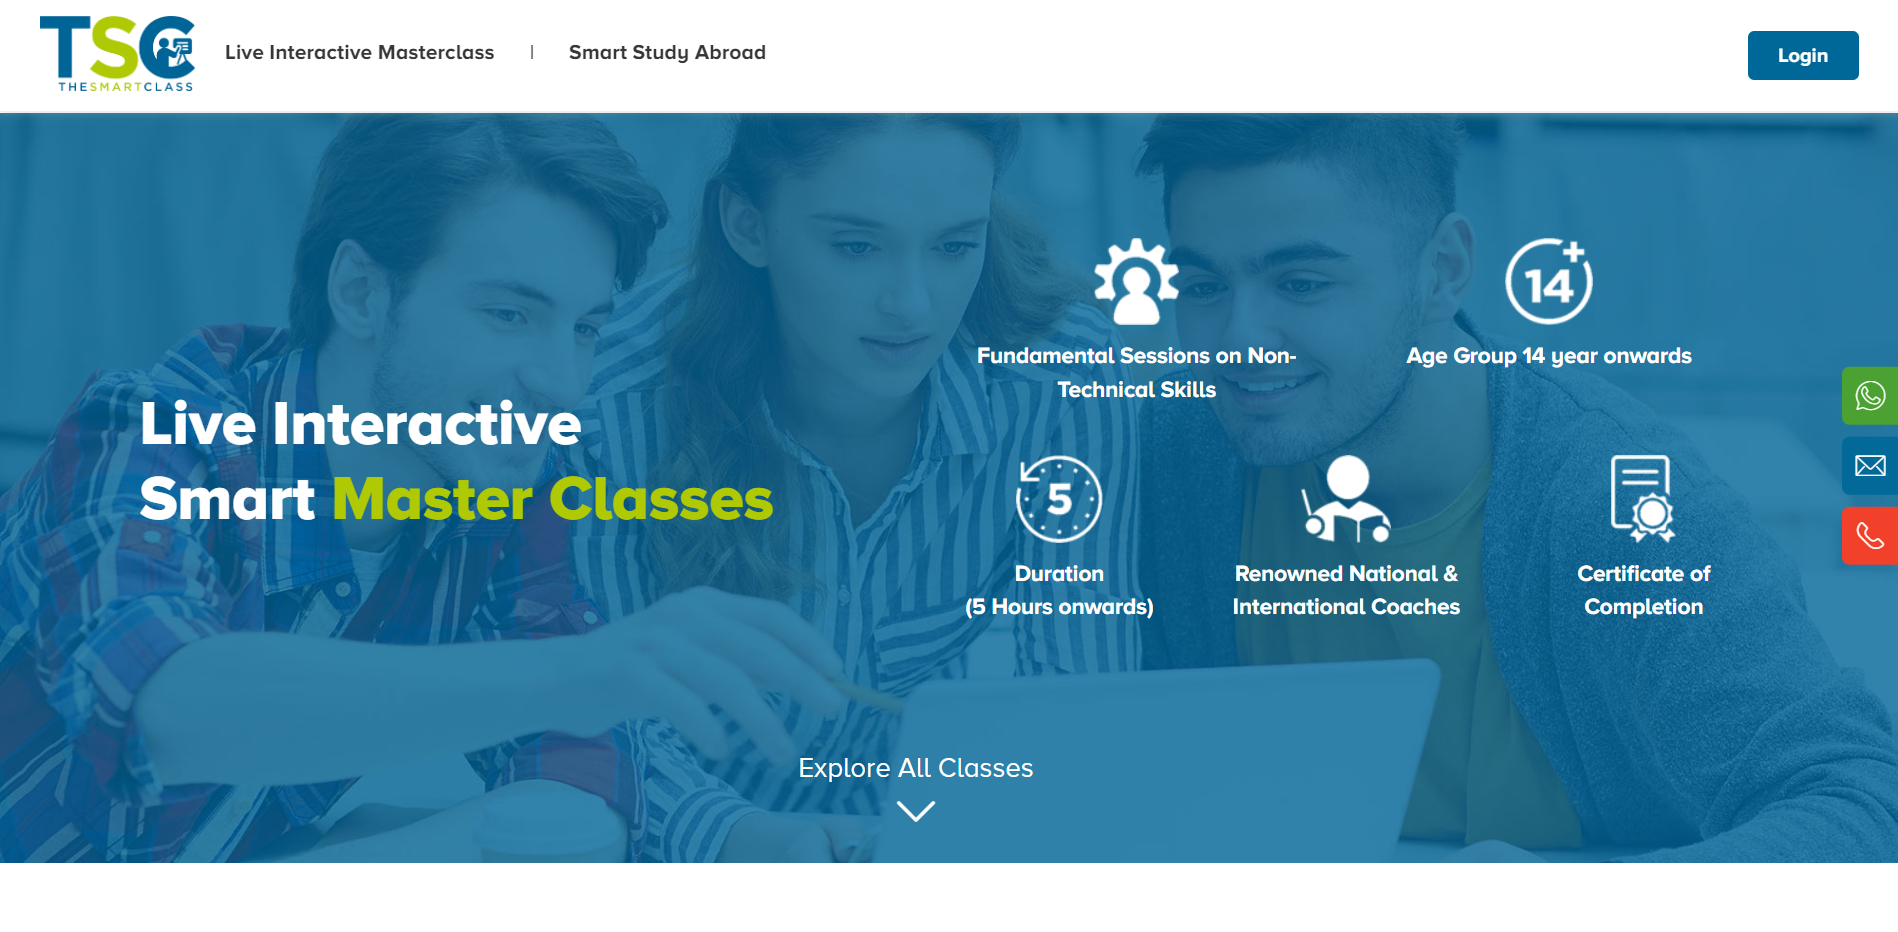 TSC
THESMARTCLASS
Live Interactive Masterclass | Smart Study Abroad
Login
14+
Fundamental Sessions on Non-
Technical Skills
Age Group 14 year onwards
Live Interactive
Smart Master Classes
5
Duration
(5 Hours onwards)
Renowned National &
International Coaches
Certificate of
Completion
Explore All Classes